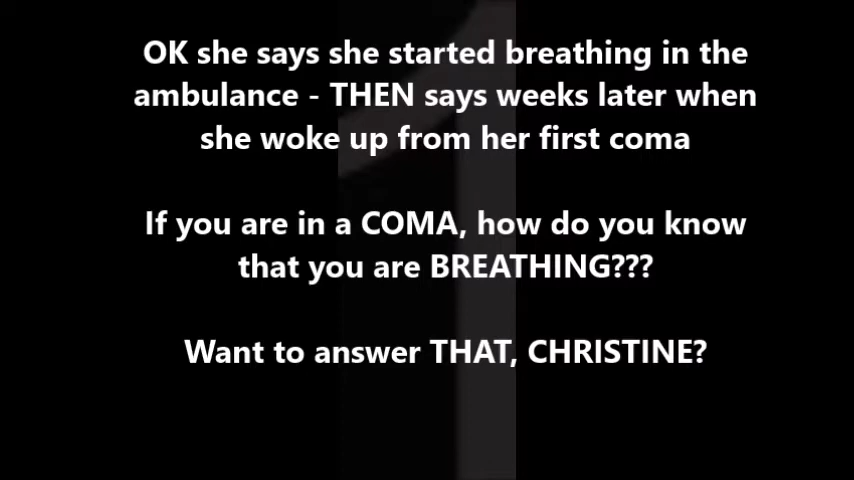 OK she says she started breathing in the
ambulance - THEN says weeks later when
she woke up from her first coma
If you are in a COMA, how do you know
that you are BREATHING???
Want to answer THAT, CHRISTINE?